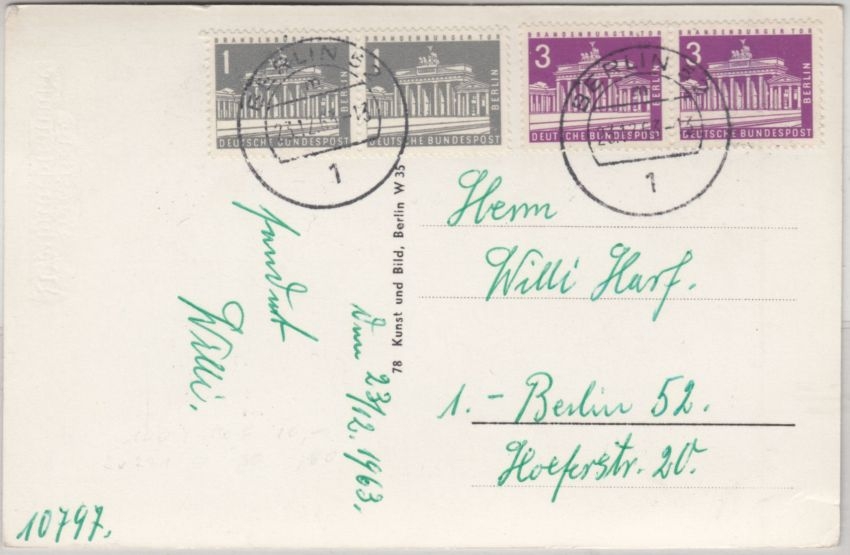 1
BRANDENBURGER TOR
BERLIN
DEUTSCHE BUNDESPOST
1
BRANDENBURGER TOR
BERLIN
DEUTSCHE BUNDESPOST
3
BRANDENBURGER TOR
BERLIN
DEUTSCHE BUNDESPOST
3
BRANDENBURGER TOR
BERLIN
DEUTSCHE BUNDESPOST
BERLIN
1
BERLIN
1
78 Kunst und Bild, Berlin W 35
Herrn
Willi Harf.
1.- Berlin 52.
Hoeferstr. 20.
Willi.
23/12.1963.
10797.